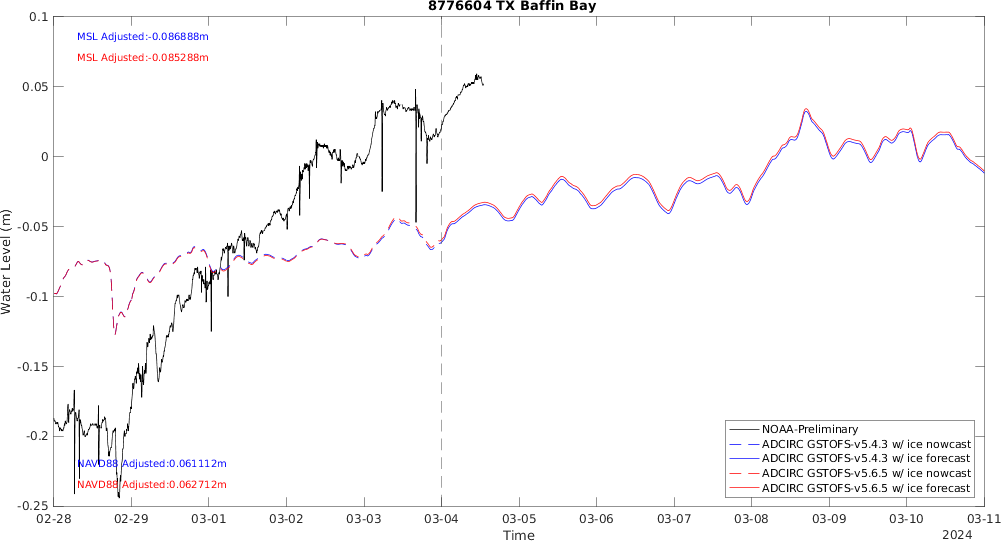 8776604 TX Baffin Bay
MSL Adjusted:-0.086888m
MSL Adjusted:-0.085288m
0.1
0.05
0
-0.05
-0.1
-0.15
-0.2
-0.25
Water Level (m)
NAVD88 Adjusted:0.061112m
NAVD88 Adjusted:0.062712m
NOAA-Preliminary
ADCIRC GSTOFS-v5.4.3 w/ ice nowcast
ADCIRC GSTOFS-v5.4.3 w/ ice forecast
ADCIRC GSTOFS-v5.6.5 w/ ice nowcast
ADCIRC GSTOFS-v5.6.5 w/ ice forecast
02-28 02-29 03-01 03-02 03-03 03-04 03-05 03-06 03-07 03-08 03-09 03-10 03-11
Time
2024